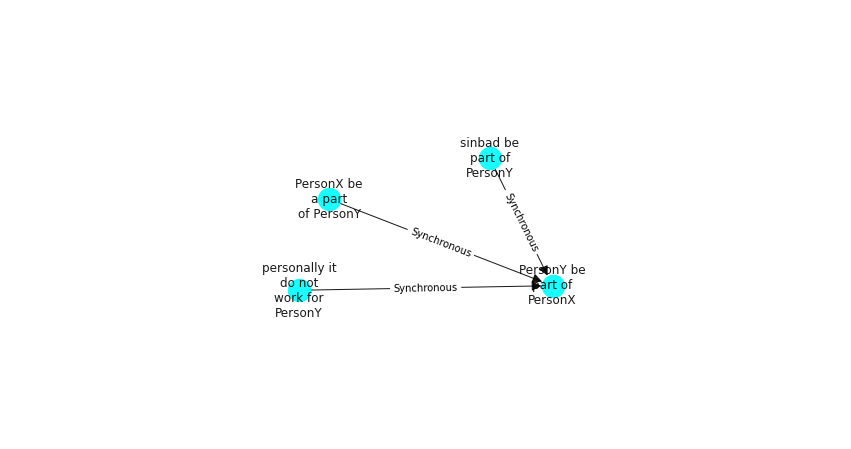 sinbad be
part of
PersonY
PersonX be
a part
of PersonY
Synchronous
Synchronous
personally it
do not
work for
PersonY
Synchronous
PersonY be
part of
PersonX